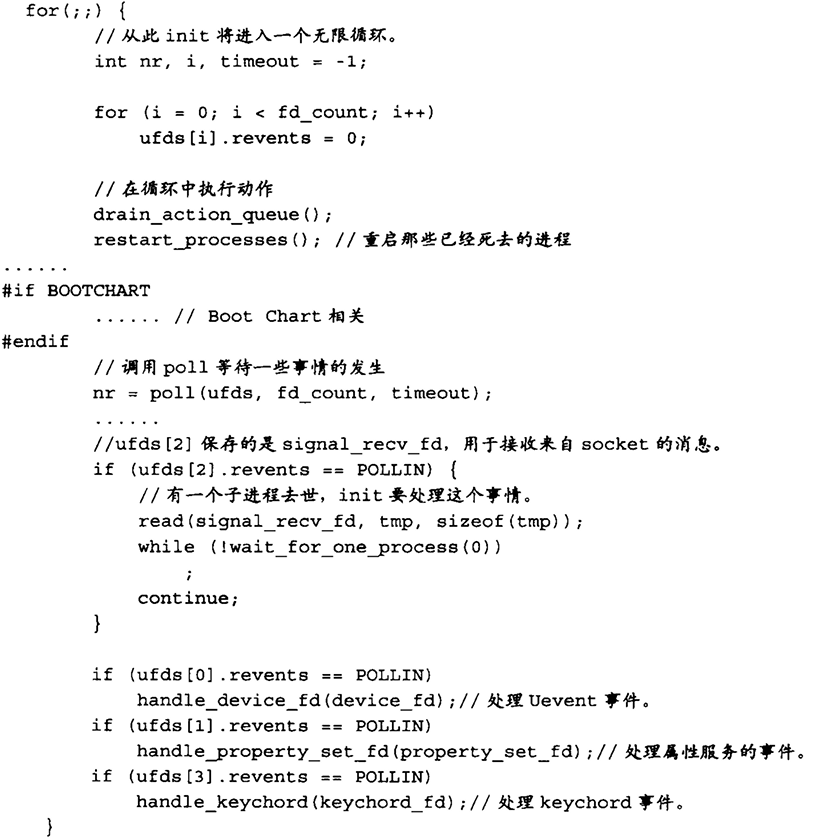 for(;;) {
//从此 init 将进入一个无限循环。
int nr, i, timeout = -1;
for (i = 0; i < fd_count; i++)
ufds[i].revents = 0;
//在循环中执行动作
drain_action_queue();
restart_processes(); //重启那些已经死去的进程
......
#if BOOTCHART
...... // Boot Chart 相关
#endif
//调用 poll 等待一些事情的发生
nr = poll(ufds, fd_count, timeout);
......
//ufds[2] 保存的是 signal_recv_fd，用于接收来自 socket 的消息。
if (ufds[2].revents == POLLIN) {
//有一个子进程去世，init 要处理这个事情。
read(signal_recv_fd, tmp, sizeof(tmp));
while (!wait_for_one_process(0))
;
continue;
}
if (ufds[0].revents == POLLIN)
handle_device_fd(device_fd);//处理 Uevent 事件。
if (ufds[1].revents == POLLIN)
handle_property_set_fd(property_set_fd);//处理属性服务的事件。
if (ufds[3].revents == POLLIN)
handle_keychord(keychord_fd);//处理 keychord 事件。
}